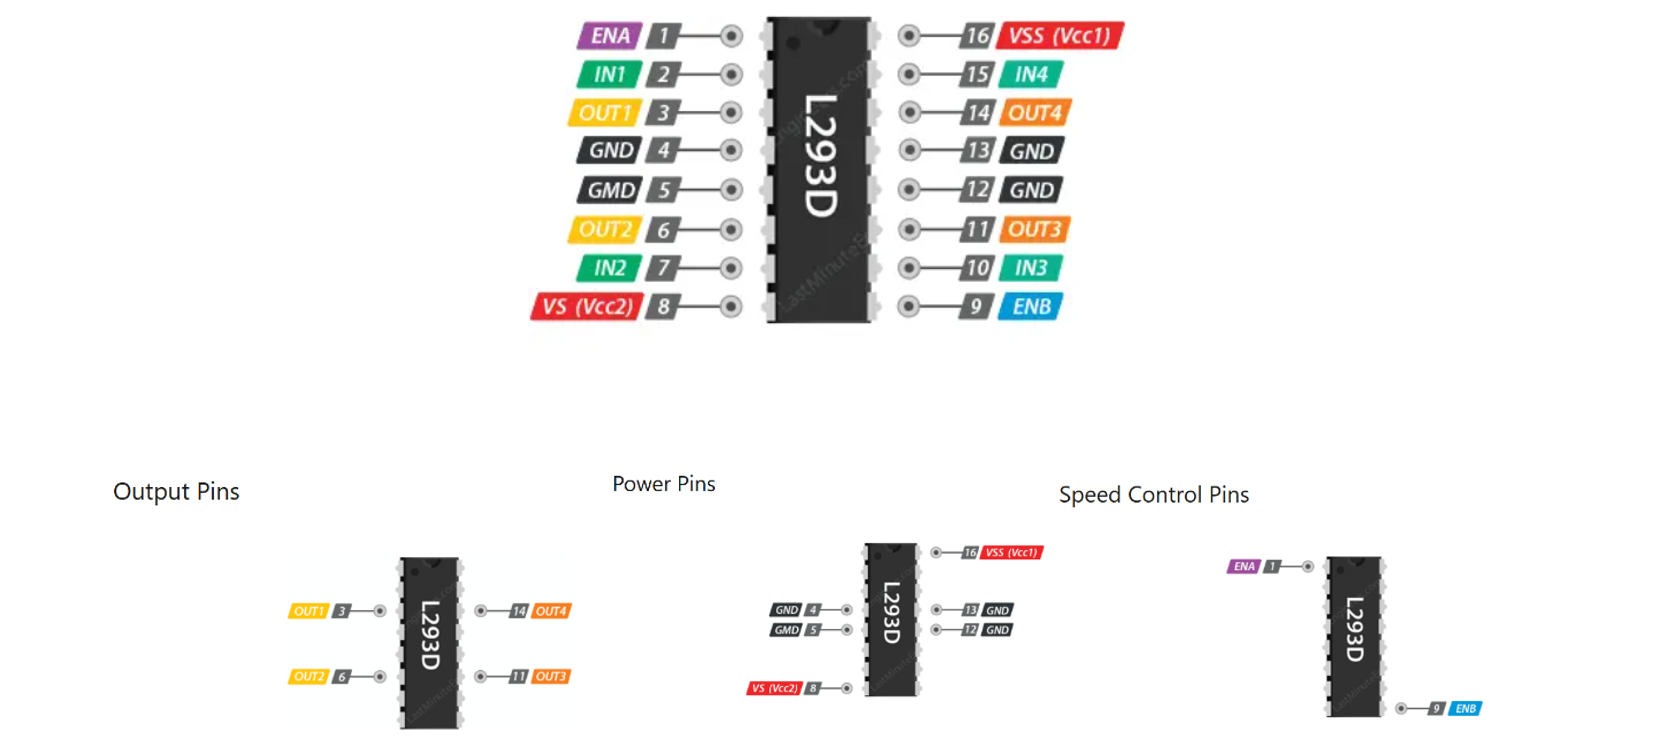 ENA 1 16 VSS (Vcc1)
IN1 2 15 IN4
OUT1 3 14 OUT4
GND 4 13 GND
GMD 5 12 GND
OUT2 6 11 OUT3
IN2 7 10 IN3
VS (Vcc2) 8 9 ENB
L293D
LastMinuteE
Output Pins
OUT1 3 14 OUT4
OUT2 6 11 OUT3
L293D
Power Pins
16 VSS (Vcc1)
GND 4 13 GND
GMD 5 12 GND
VS (Vcc2) 8
L293D
Speed Control Pins
ENA 1
9 ENB
L293D